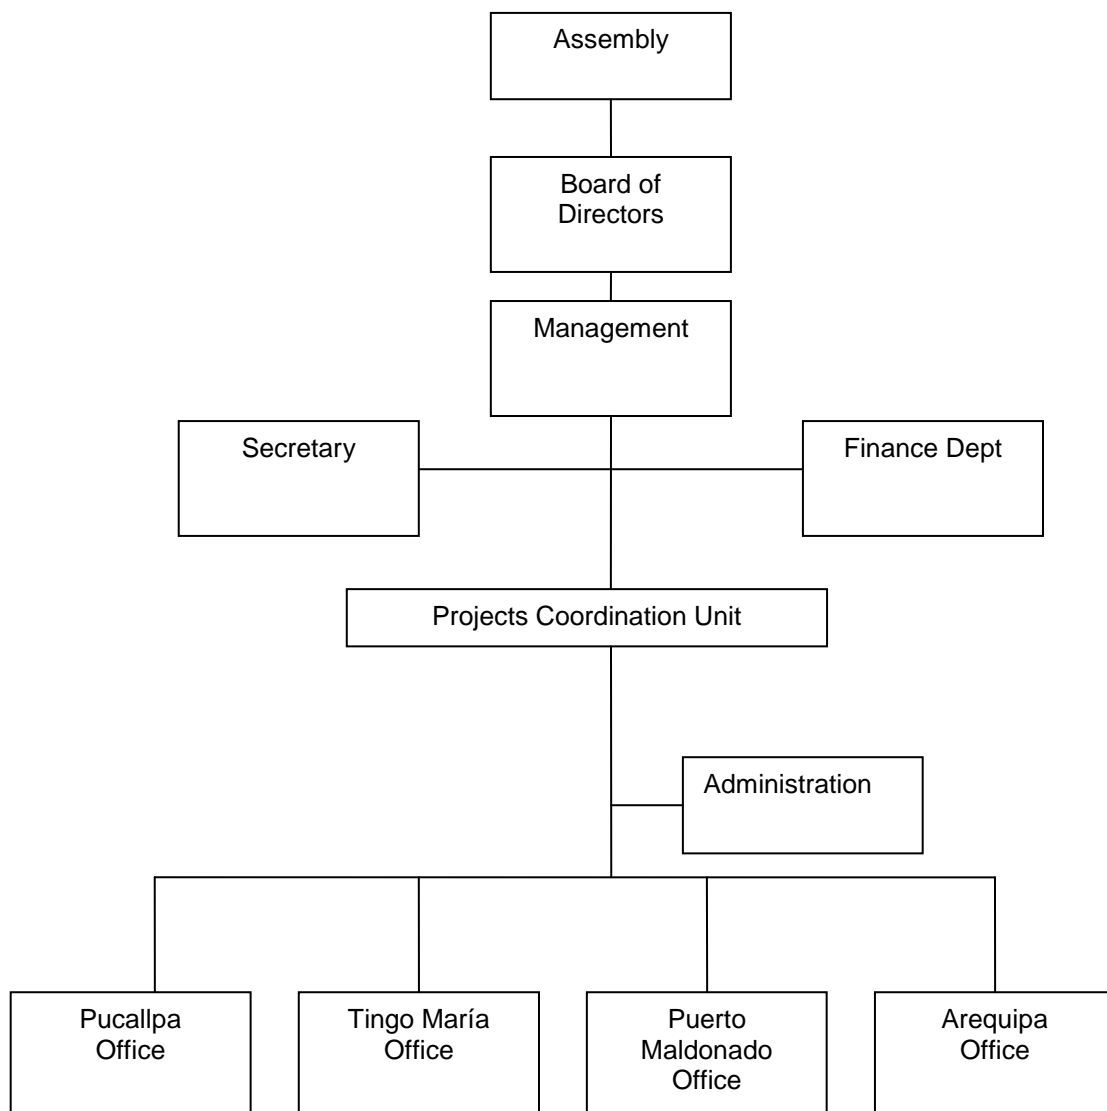 Assembly
Board of
Directors
Management
Secretary
Finance Dept
Projects Coordination Unit
Administration
Pucallpa
Office
Tingo María
Office
Puerto
Maldonado
Office
Arequipa
Office